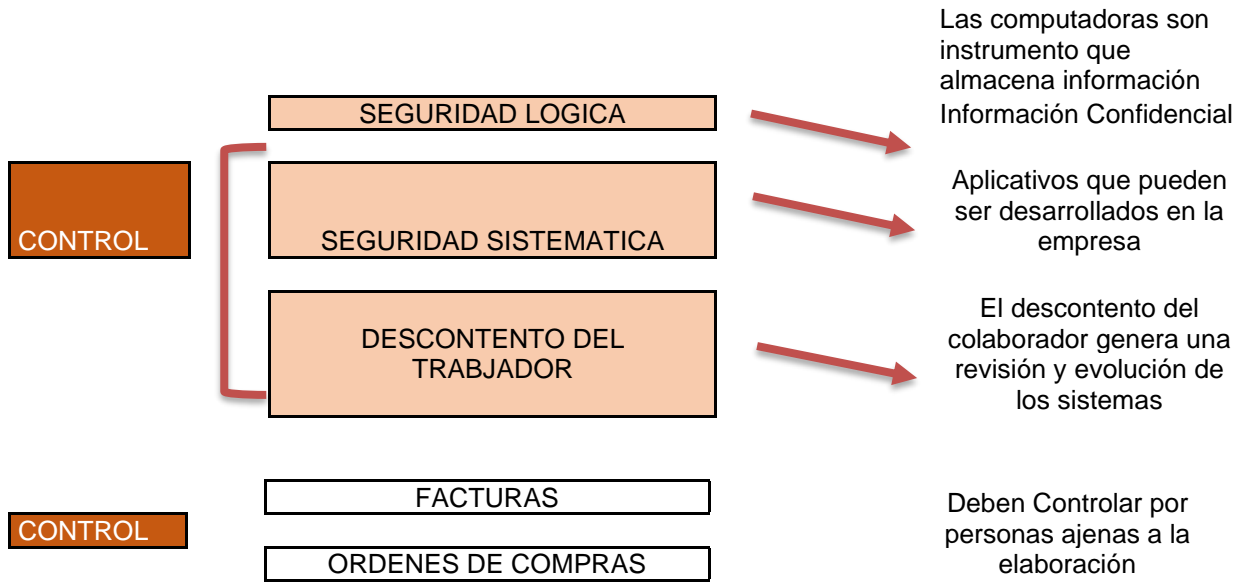 Las computadoras son
instrumento que
almacena información
Información Confidencial
SEGURIDAD LOGICA
CONTROL
SEGURIDAD SISTEMATICA
Aplicativos que pueden
ser desarrollados en la
empresa
DESCONTENTO DEL
TRABJADOR
El descontento del
colaborador genera una
revisión y evolución de
los sistemas
CONTROL
FACTURAS
ORDENES DE COMPRAS
Deben Controlar por
personas ajenas a la
elaboración